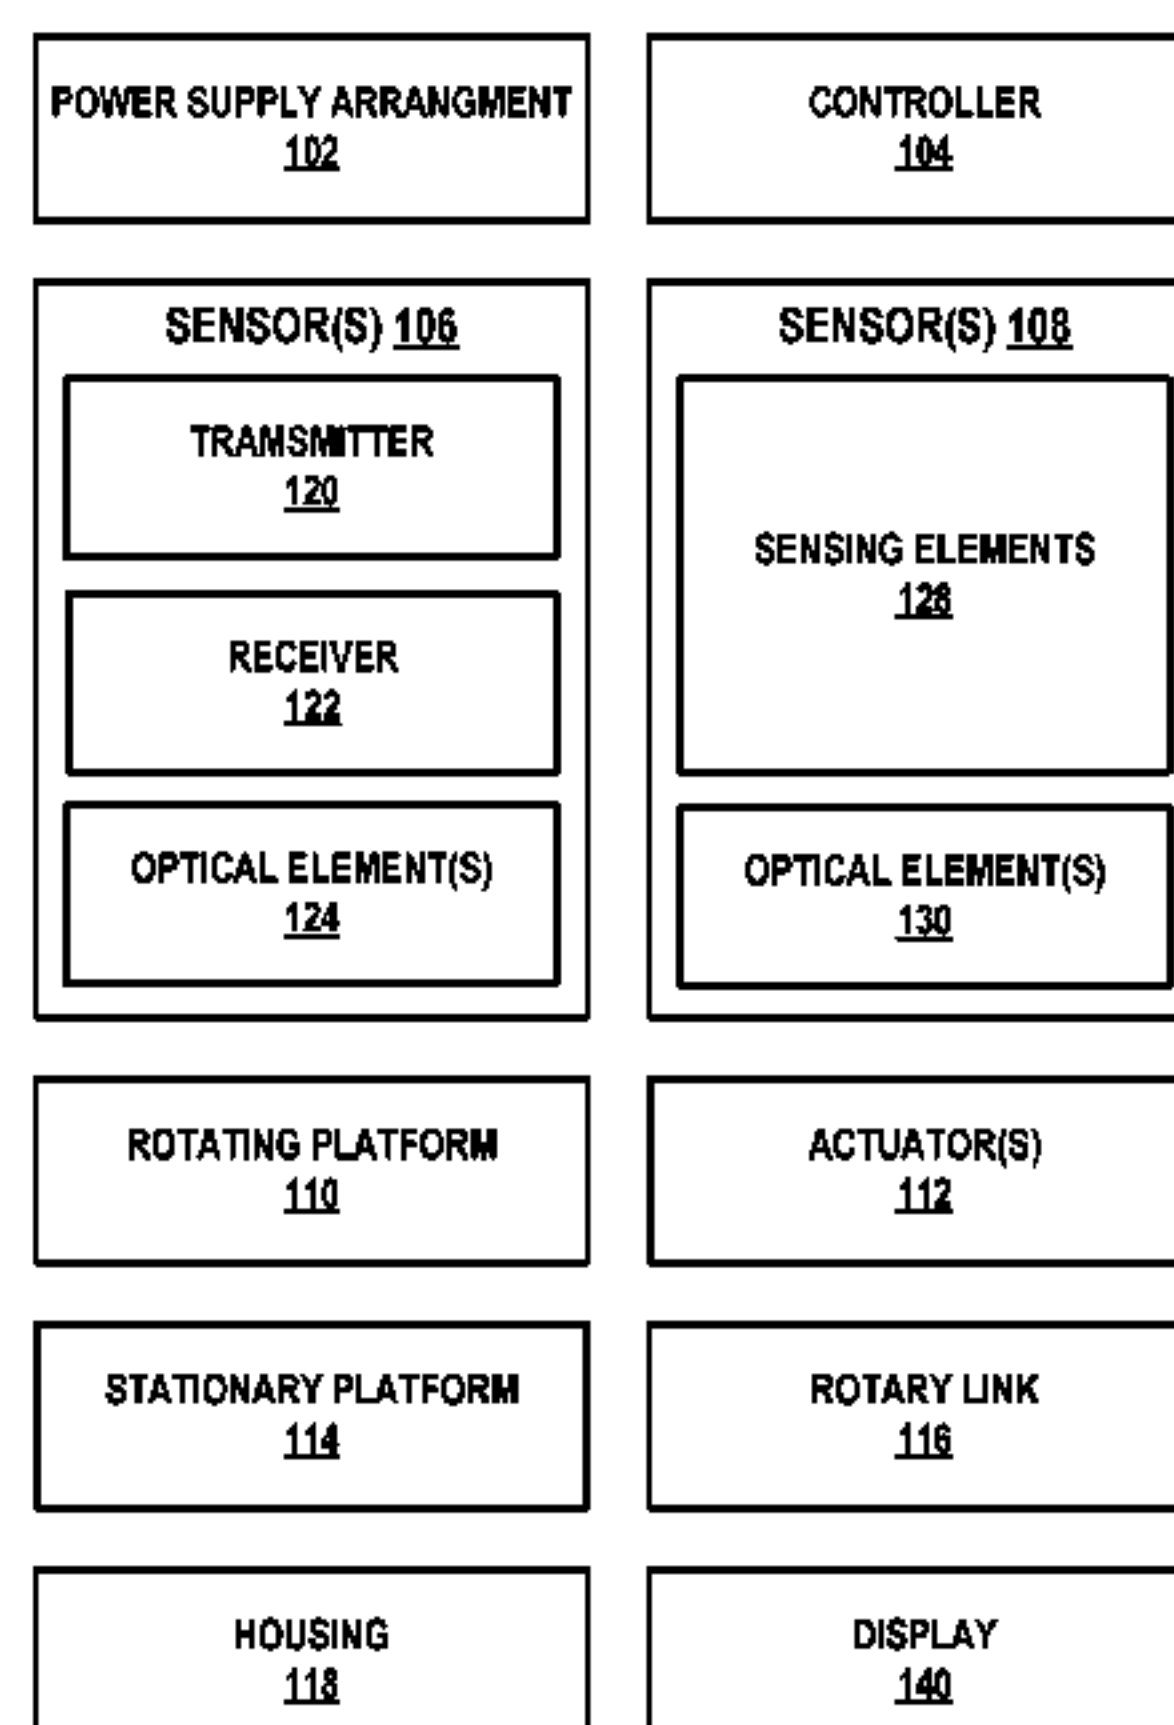 POWER SUPPLY ARRANGMENT
102
CONTROLLER
104
SENSOR(S) 106
TRAMSMITTER
120
RECEIVER
122
OPTICAL ELEMENT(S)
124
SENSOR(S) 108
SENSING ELEMENTS
128
OPTICAL ELEMENT(S)
130
ROTATING PLATFORM
110
ACTUATOR(S)
112
STATIONARY PLATFORM
114
ROTARY LINK
116
HOUSING
118
DISPLAY
140